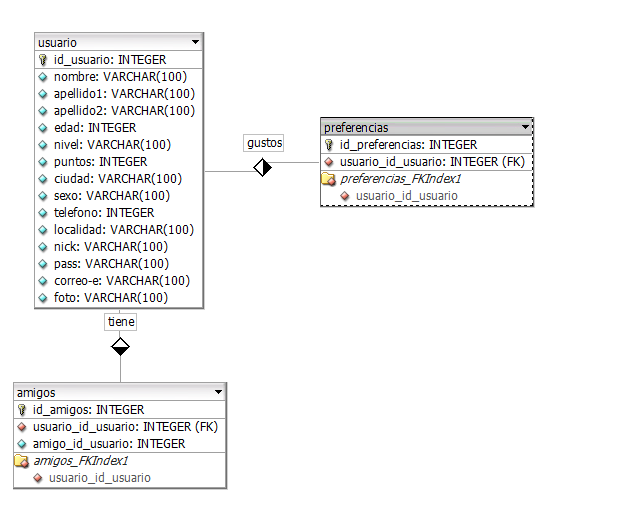 usuario
id_usuario: INTEGER
nombre: VARCHAR(100)
apellido1: VARCHAR(100)
apellido2: VARCHAR(100)
edad: INTEGER
nivel: VARCHAR(100)
puntos: INTEGER
ciudad: VARCHAR(100)
sexo: VARCHAR(100)
telefono: INTEGER
localidad: VARCHAR(100)
nick: VARCHAR(100)
pass: VARCHAR(100)
correo-e: VARCHAR(100)
foto: VARCHAR(100)
gustos
preferencias
id_preferencias: INTEGER
usuario_id_usuario: INTEGER (FK)
preferencias_FKIndex1
usuario_id_usuario
tiene
amigos
id_amigos: INTEGER
usuario_id_usuario: INTEGER (FK)
amigo_id_usuario: INTEGER
amigos_FKIndex1
usuario_id_usuario